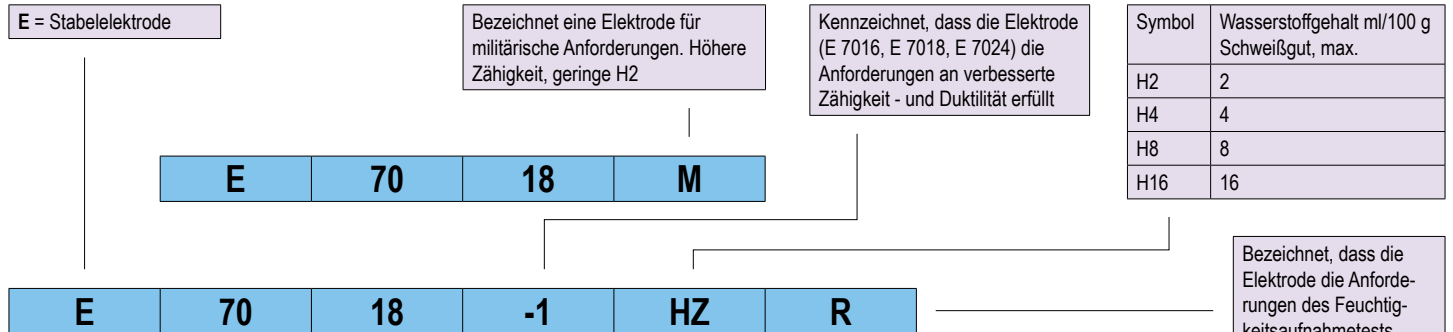 E = Stabelelektrode
Bezeichnet eine Elektrode für
militärische Anforderungen. Höhere
Zähigkeit, geringe H2
Kennzeichnet, dass die Elektrode
(E 7016, E 7018, E 7024) die
Anforderungen an verbesserte
Zähigkeit - und Duktilität erfüllt
Symbol Wasserstoffgehalt ml/100 g
Schweißgut, max.
H2 2
H4 4
H8 8
H16 16
E 70 18 M
E 70 18 -1 HZ R
Bezeichnet, dass die
Elektrode die Anforde-
rungen des Feuchtig-
keitsaufnahmetests